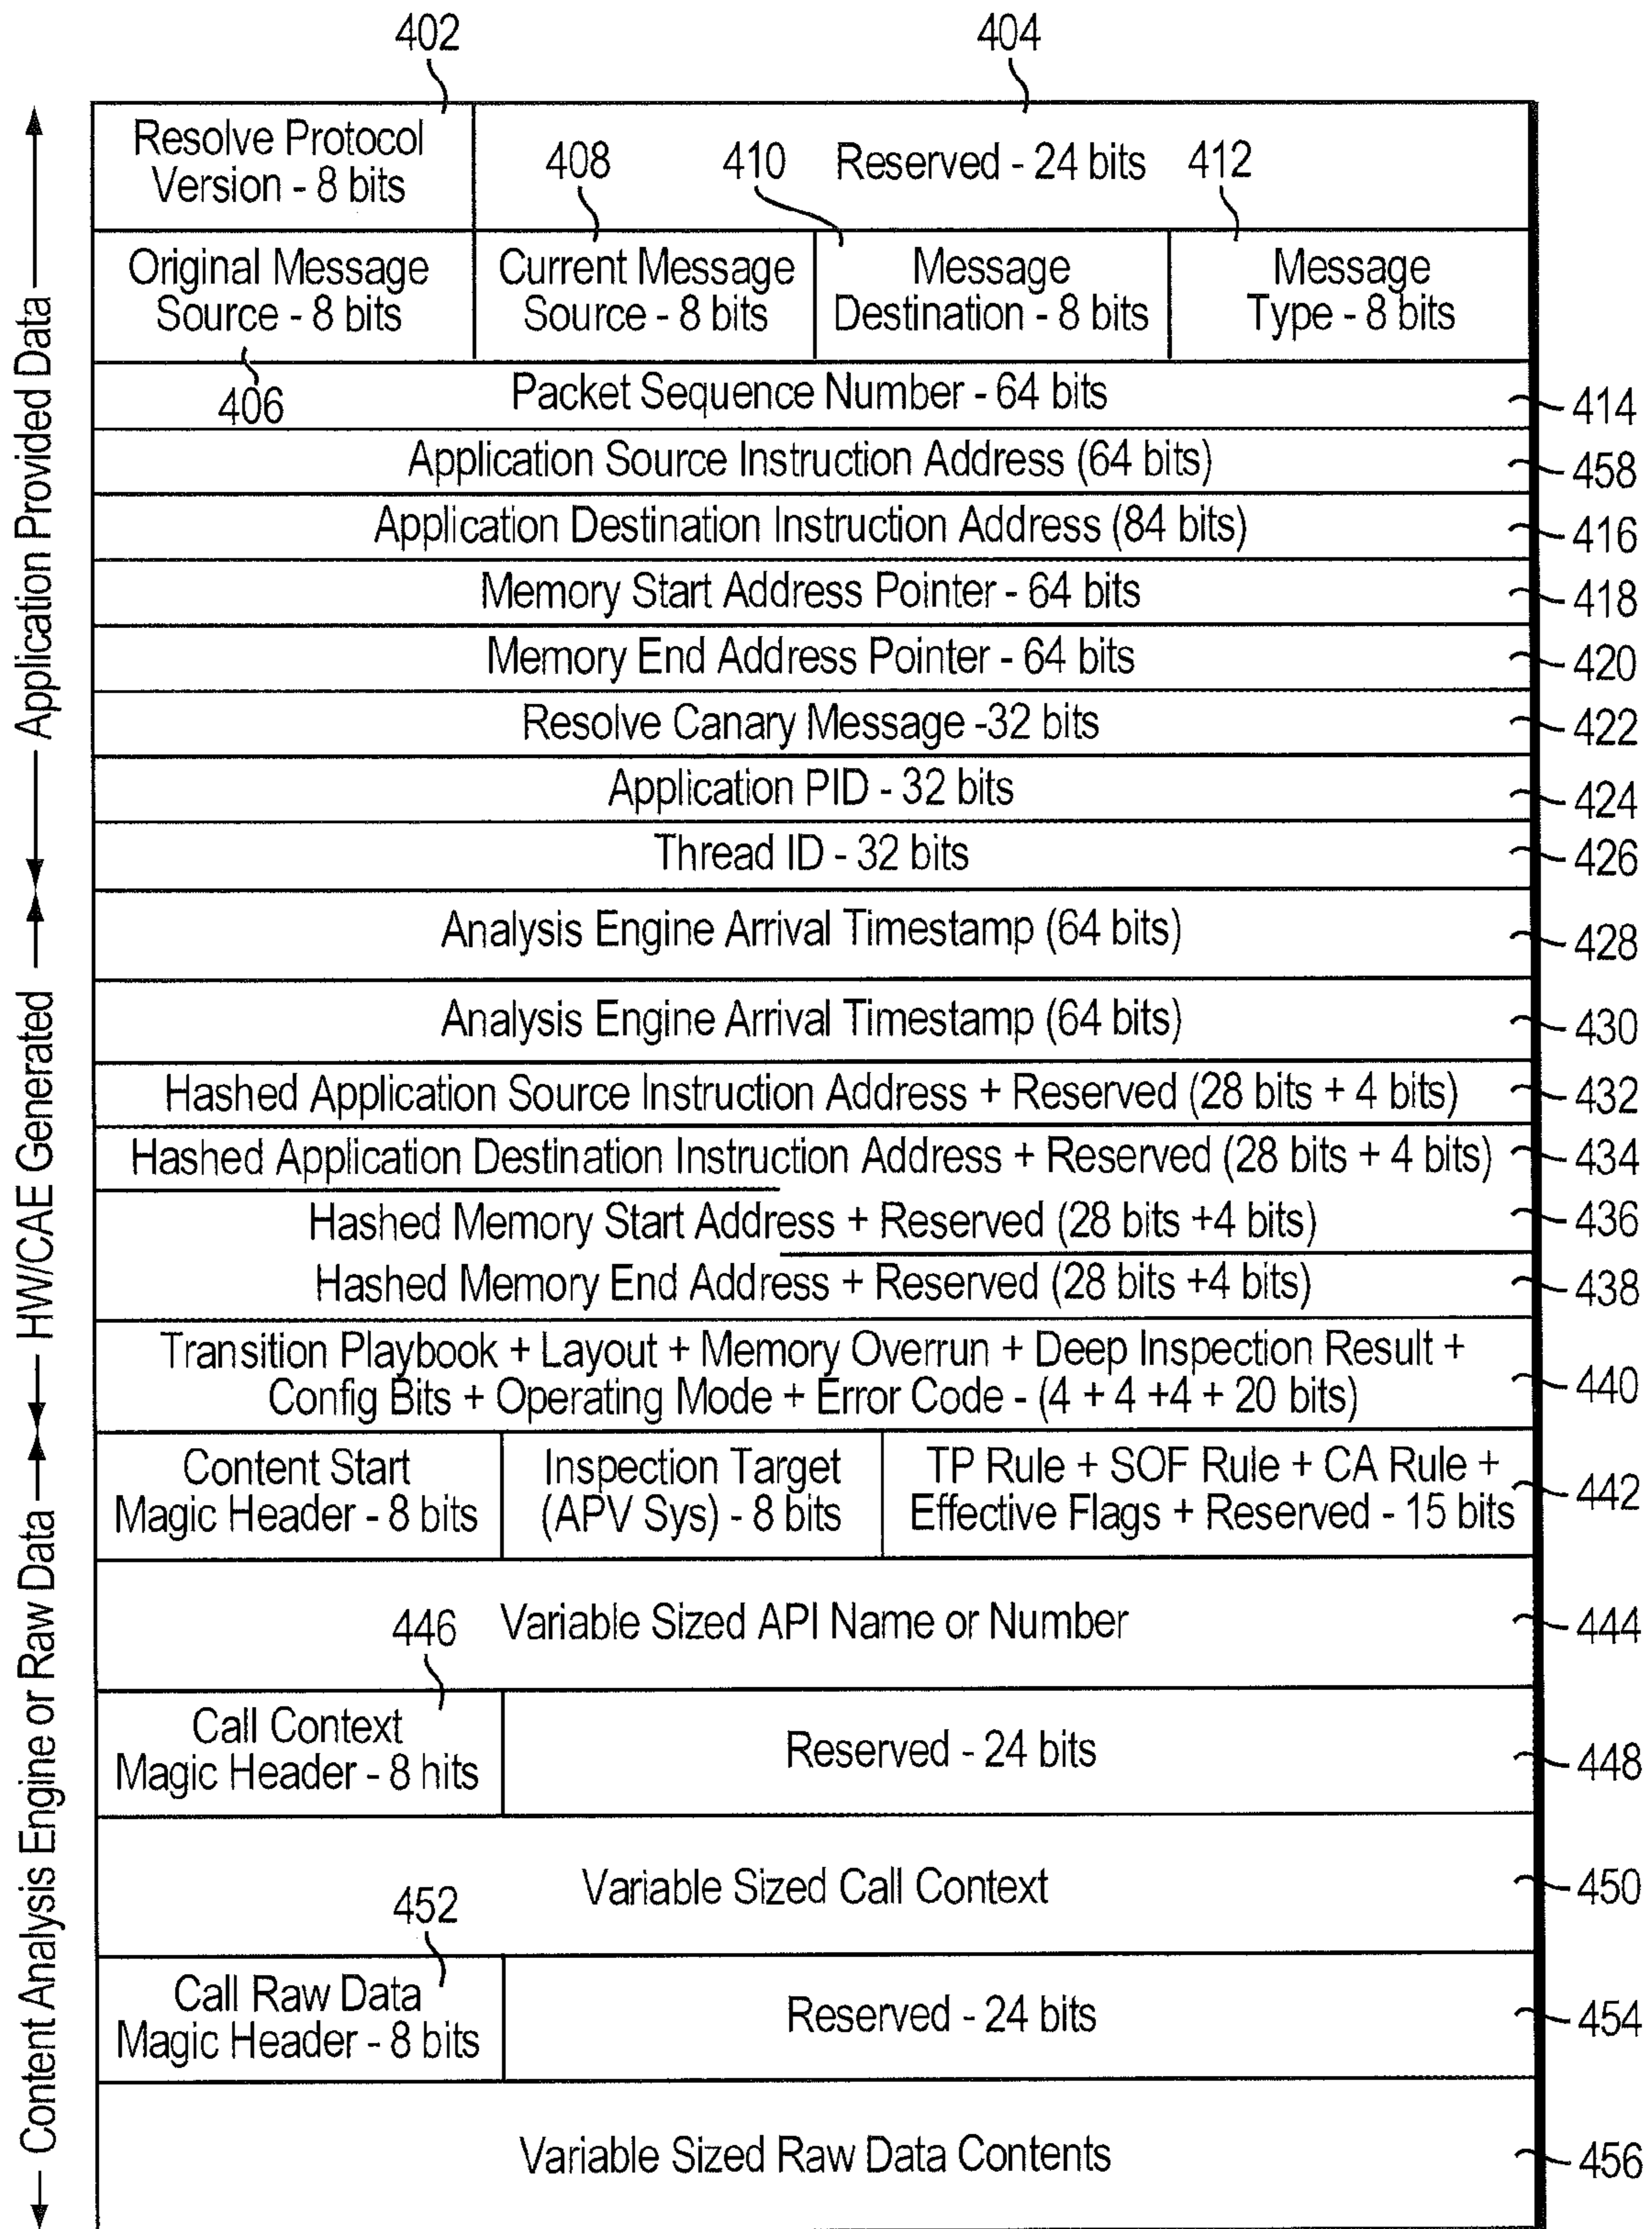 402
404
Resolve Protocol
Version - 8 bits
408
410
Reserved - 24 bits
412
Original Message
Source - 8 bits
Current Message
Source - 8 bits
Message
Destination - 8 bits
Message
Type - 8 bits
406
Packet Sequence Number - 64 bits
414
Application Source Instruction Address (64 bits)
458
Application Destination Instruction Address (84 bits)
416
Memory Start Address Pointer - 64 bits
418
Memory End Address Pointer - 64 bits
420
Resolve Canary Message -32 bits
422
Application PID - 32 bits
424
Thread ID - 32 bits
426
Application Provided Data
Analysis Engine Arrival Timestamp (64 bits)
428
Analysis Engine Arrival Timestamp (64 bits)
430
Hashed Application Source Instruction Address + Reserved (28 bits + 4 bits)
432
Hashed Application Destination Instruction Address + Reserved (28 bits + 4 bits)
434
Hashed Memory Start Address + Reserved (28 bits +4 bits)
436
Hashed Memory End Address + Reserved (28 bits +4 bits)
438
Transition Playbook + Layout + Memory Overrun + Deep Inspection Result +
Config Bits + Operating Mode + Error Code - (4 + 4 +4 + 20 bits)
440
HW/CAE Generated
Content Start
Magic Header - 8 bits
Inspection Target
(APV Sys) - 8 bits
TP Rule + SOF Rule + CA Rule +
Effective Flags + Reserved - 15 bits
442
446
Variable Sized API Name or Number
444
Call Context
Magic Header - 8 hits
Reserved - 24 bits
448
452
Variable Sized Call Context
450
Call Raw Data
Magic Header - 8 bits
Reserved - 24 bits
454
Variable Sized Raw Data Contents
456
Content Analysis Engine or Raw Data